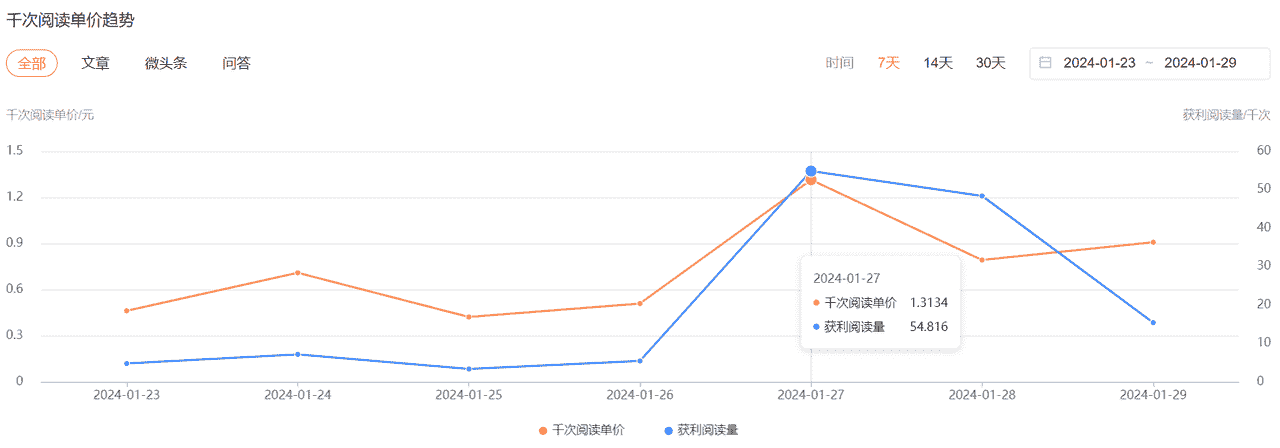 千次阅读单价趋势
全部 文章 微头条 问答 时间 7天 14天 30天 2024-01-23 ~ 2024-01-29
千次阅读单价/元 获利阅读量/千次
1.5 60
1.2 50
0.9 40
0.6 30
0.3 20
0 10
0
2024-01-27
千次阅读单价 1.3134
获利阅读量 54.816
2024-01-23 2024-01-24 2024-01-25 2024-01-26 2024-01-27 2024-01-28 2024-01-29
千次阅读单价 获利阅读量